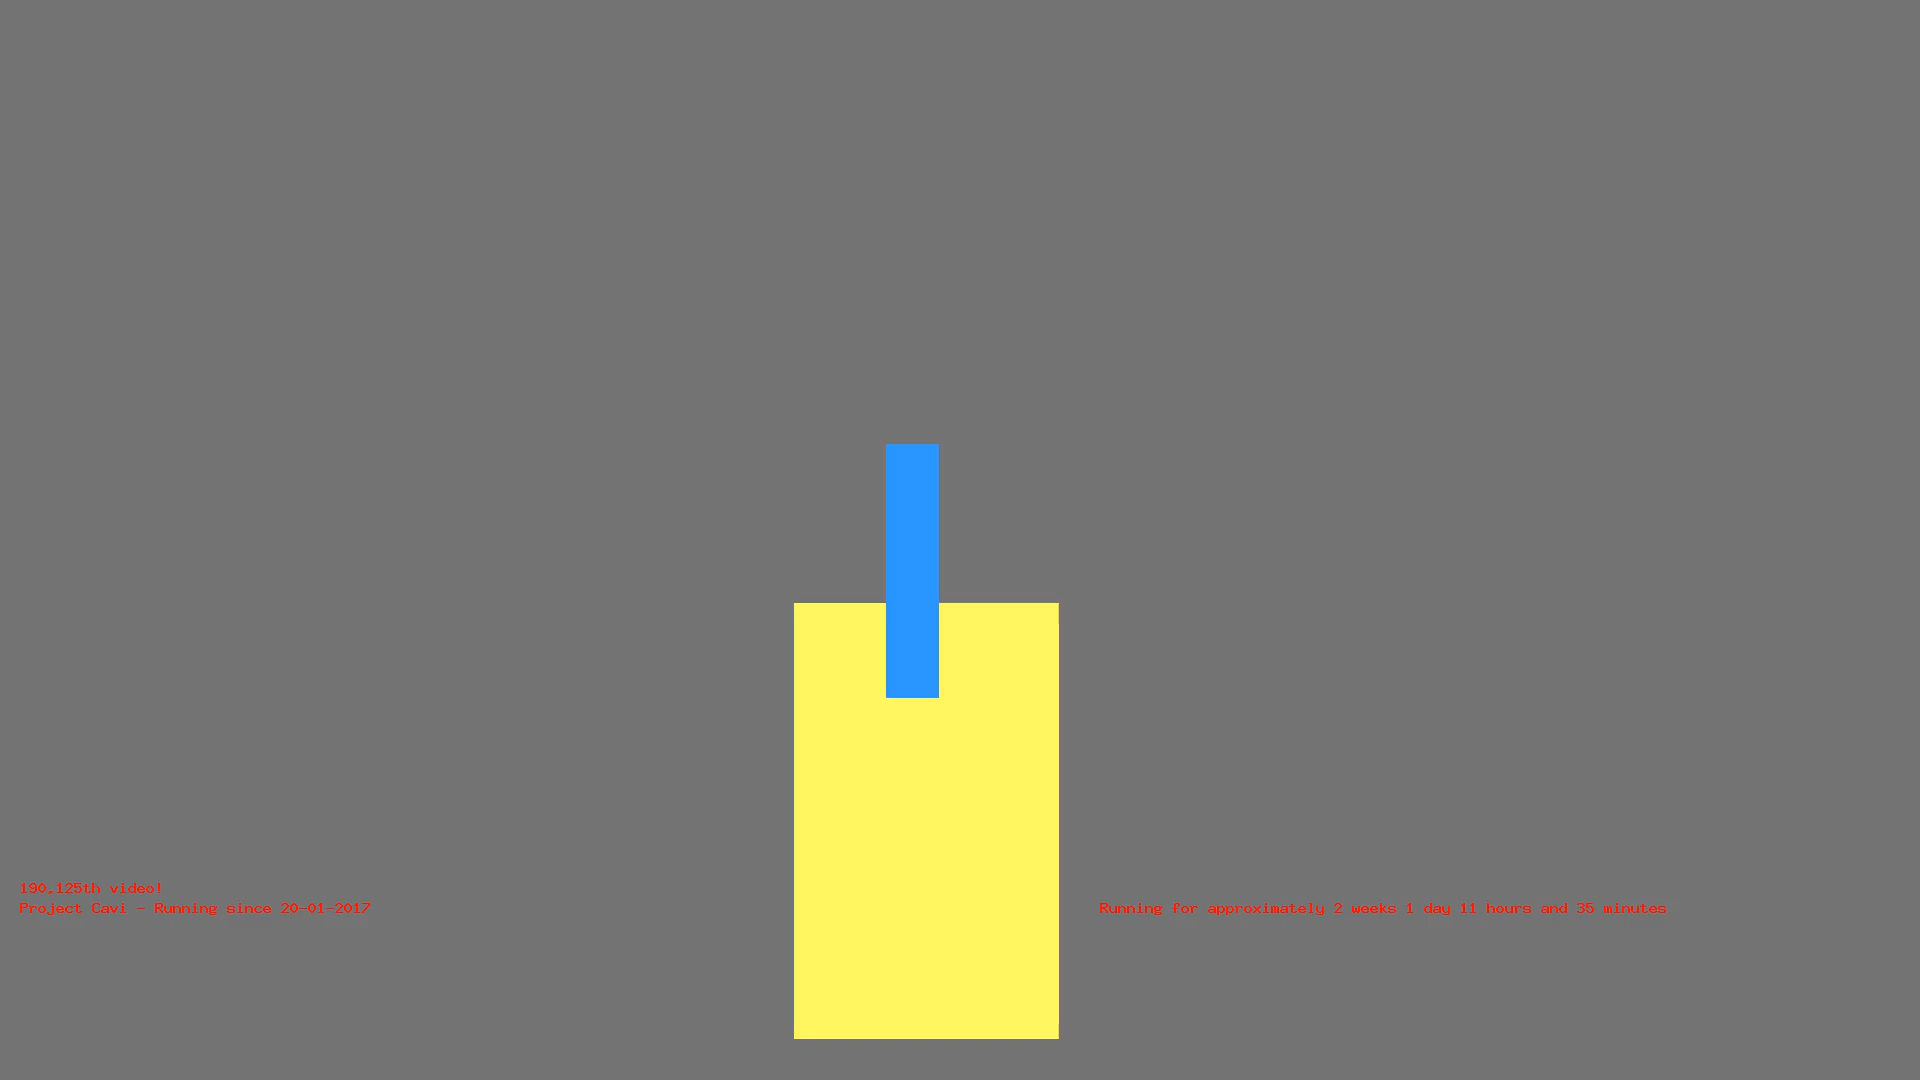 190,125th video!
Project Cavi - Running since 20-01-2017
Running for approximately 2 weeks 1 day 11 hours and 35 minutes